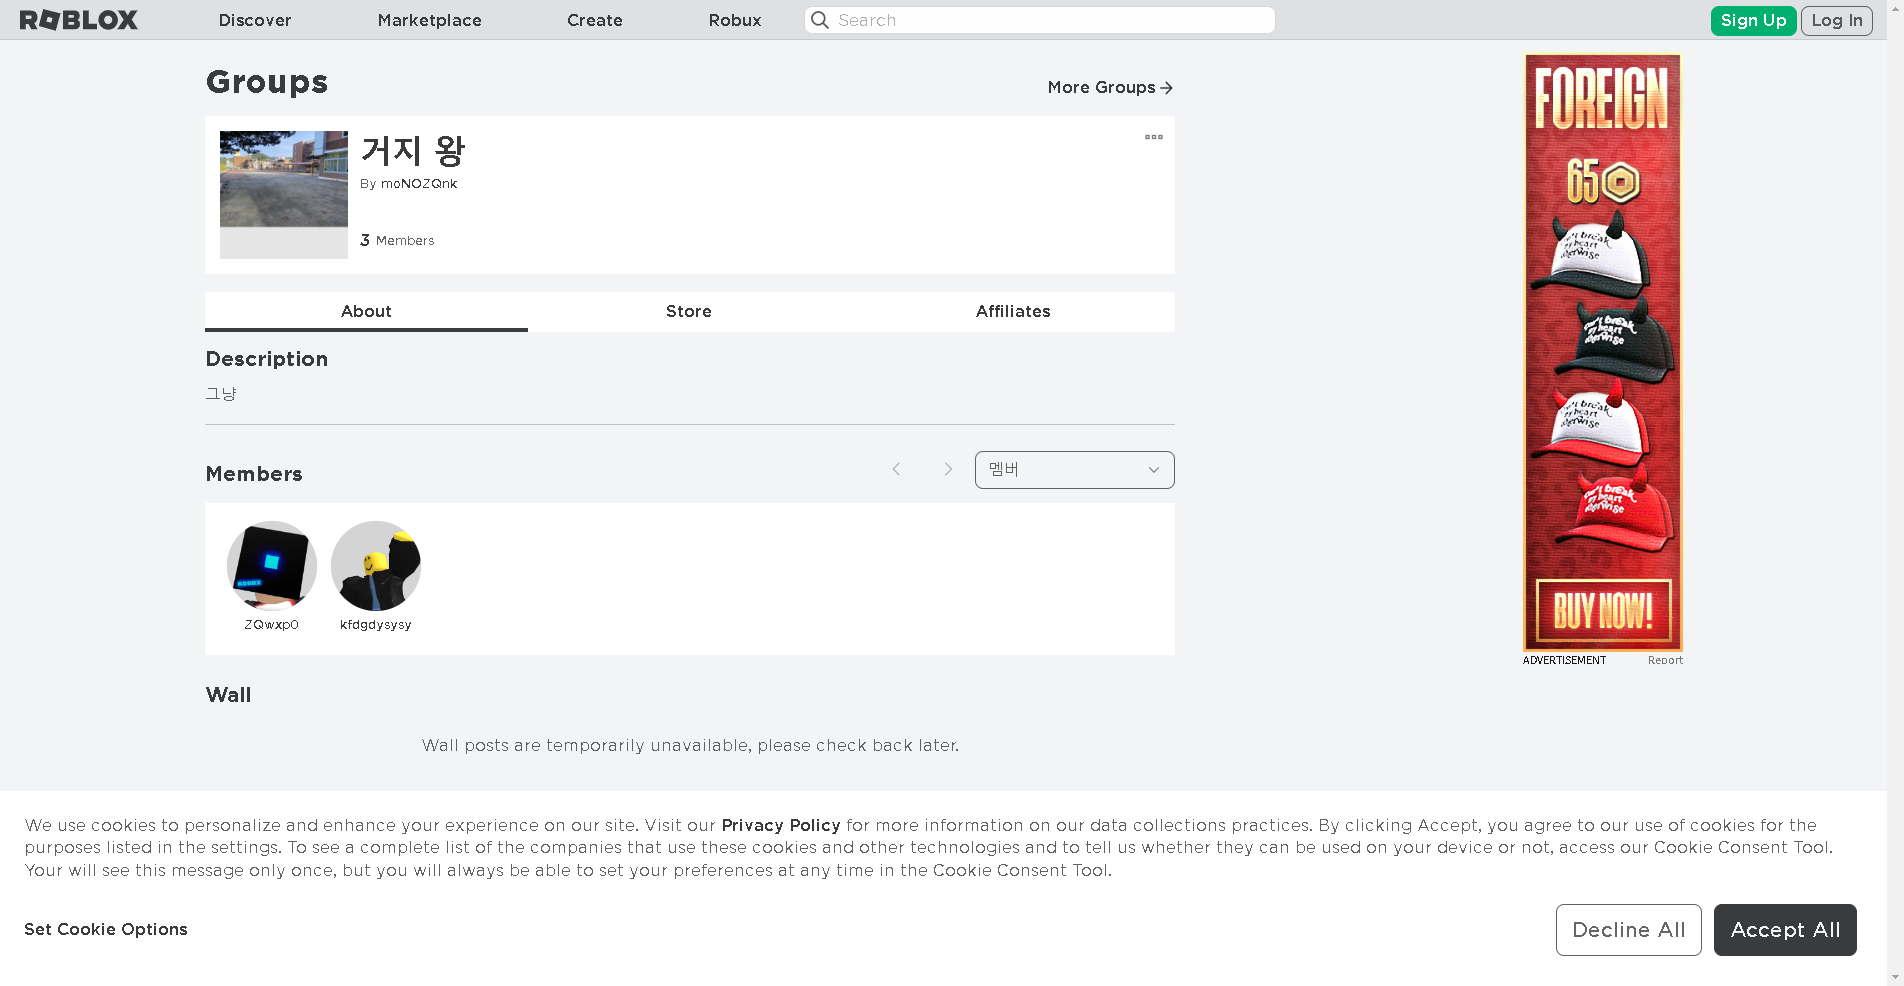 ROBLOX
Discover
Marketplace
Create
Robux
Search
Sign Up
Log In
Groups
More Groups
거지 왕
By moNOZQnk
3 Members
About
Store
Affiliates
Description
그냥
Members
멤버
ZQwxp0
kfdgdysysy
Wall
Wall posts are temporarily unavailable, please check back later.
FOREIGN
65
BUY NOW!
ADVERTISEMENT
Report
We use cookies to personalize and enhance your experience on our site. Visit our Privacy Policy for more information on our data collections practices. By clicking Accept, you agree to our use of cookies for the
purposes listed in the settings. To see a complete list of the companies that use these cookies and other technologies and to tell us whether they can be used on your device or not, access our Cookie Consent Tool.
Your will see this message only once, but you will always be able to set your preferences at any time in the Cookie Consent Tool.
Set Cookie Options
Decline All
Accept All